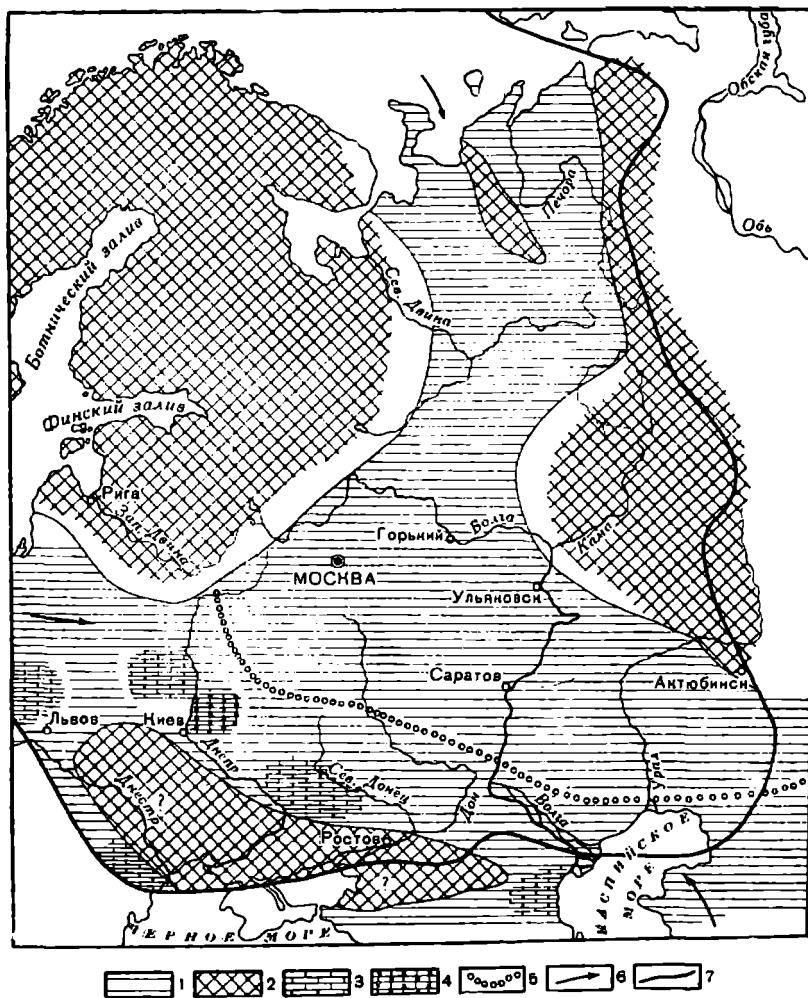 Обская губа
Обь
Печора
Сев. Двина
Ботнический залив
Финский залив
Рига
Зап. Двина
Горький
Волга
Кама
МОСКВА
Ульяновск
Саратов
Актюбинск
Львов
Киев
Днепр
Днестр
?
Сев. Донец
Дон
Волга
Урал
Ростов
?
КАСПИЙСКОЕ
МОРЕ
ЧЕРНОЕ МОРЕ
1 2 3 4 5 6 7